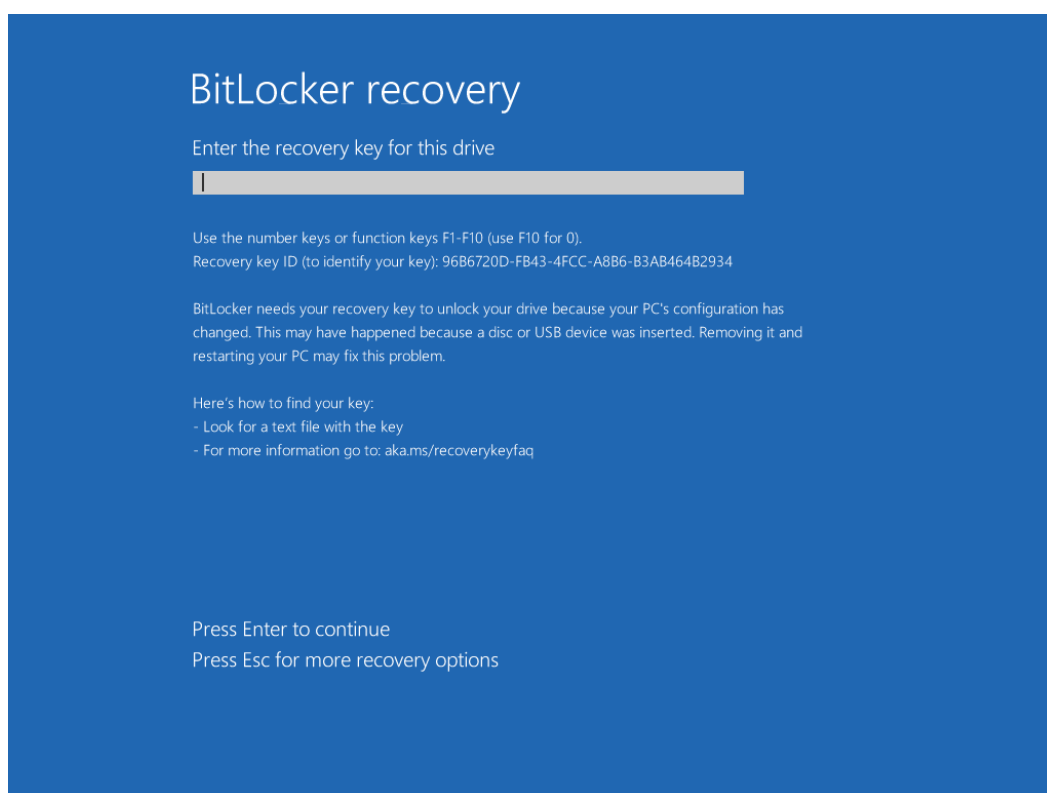 BitLocker recovery
Enter the recovery key for this drive
Use the number keys or function keys F1-F10 (use F10 for 0).
Recovery key ID (to identify your key): 96B6720D-FB43-4FCC-A8B6-B3AB464B2934
BitLocker needs your recovery key to unlock your drive because your PC's configuration has
changed. This may have happened because a disc or USB device was inserted. Removing it and
restarting your PC may fix this problem.
Here's how to find your key:
- Look for a text file with the key
- For more information go to: aka.ms/recoverykeyfaq
Press Enter to continue
Press Esc for more recovery options